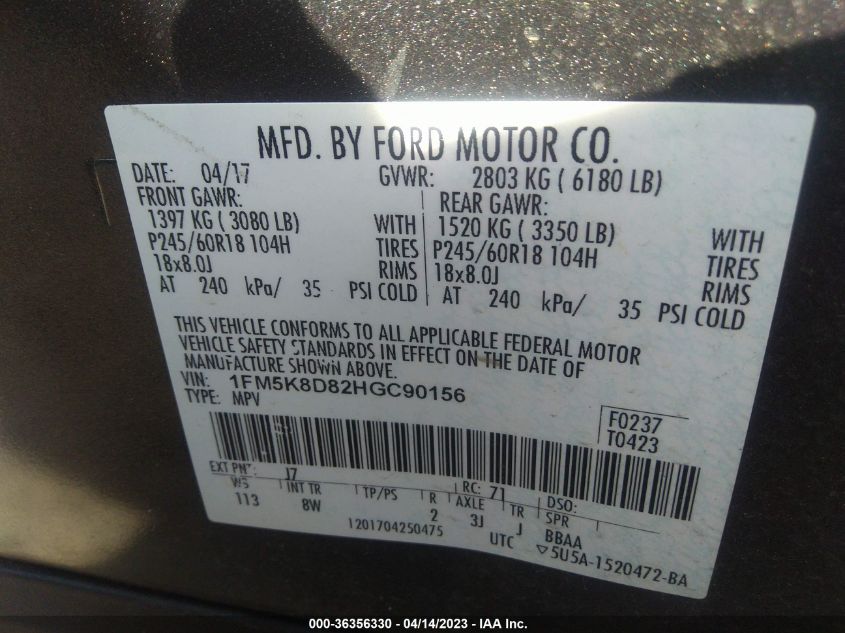 MFD. BY FORD MOTOR CO.
DATE: 04/17 GVWR: 2803 KG ( 6180 LB)
FRONT GAWR: REAR GAWR:
1397 KG ( 3080 LB) WITH 1520 KG ( 3350 LB) WITH
P245/60R18 104H TIRES P245/60R18 104H TIRES
18x8.0J RIMS 18x8.0J RIMS
AT 240 kPa/ 35 PSI COLD AT 240 kPa/ 35 PSI COLD
THIS VEHICLE CONFORMS TO ALL APPLICABLE FEDERAL MOTOR
VEHICLE SAFETY STANDARDS IN EFFECT ON THE DATE OF
MANUFACTURE SHOWN ABOVE.
VIN: 1FM5K8D82HGC90156
TYPE: MPV
F0237
T0423
EXT PNT: J7 RC: 71 DSO:
WB INT TR TP/PS R AXLE TR SPR
113 8W 2 3J J BBAA
1201704250475 UTC ▽5U5A-1520472-BA
000-36356330 - 04/14/2023 - IAA Inc.